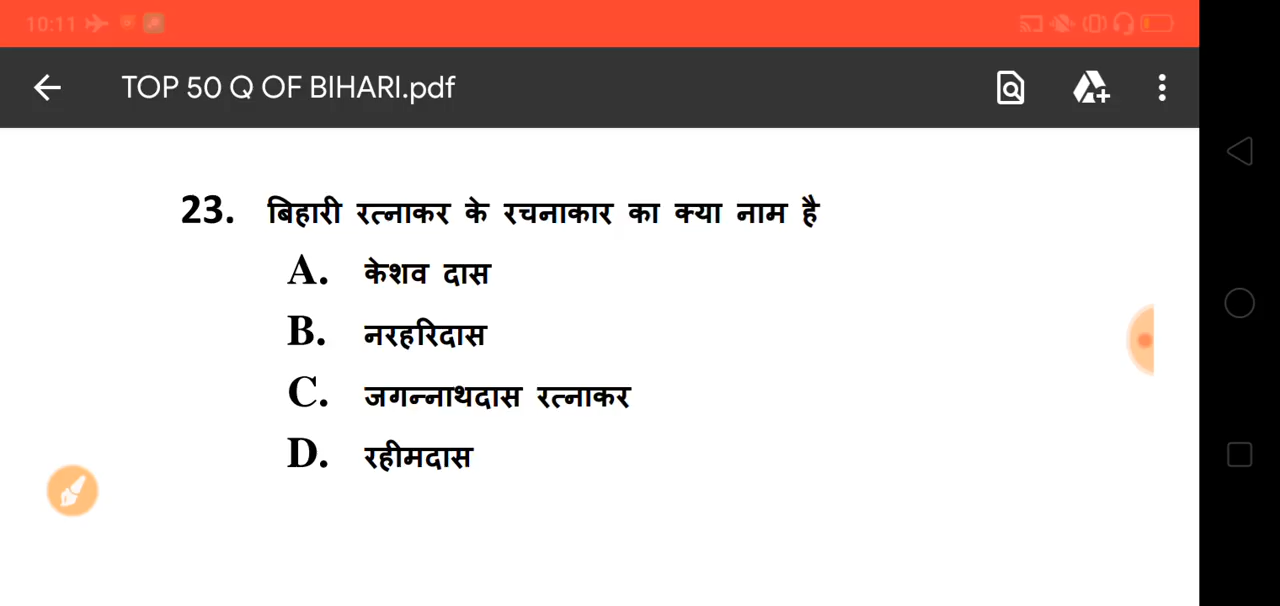 10:11
TOP 50 Q OF BIHARI.pdf
23. बिहारी रत्नाकर के रचनाकार का क्या नाम है
A. केशव दास
B. नरहरिदास
C. जगन्नाथदास रत्नाकर
D. रहीमदास